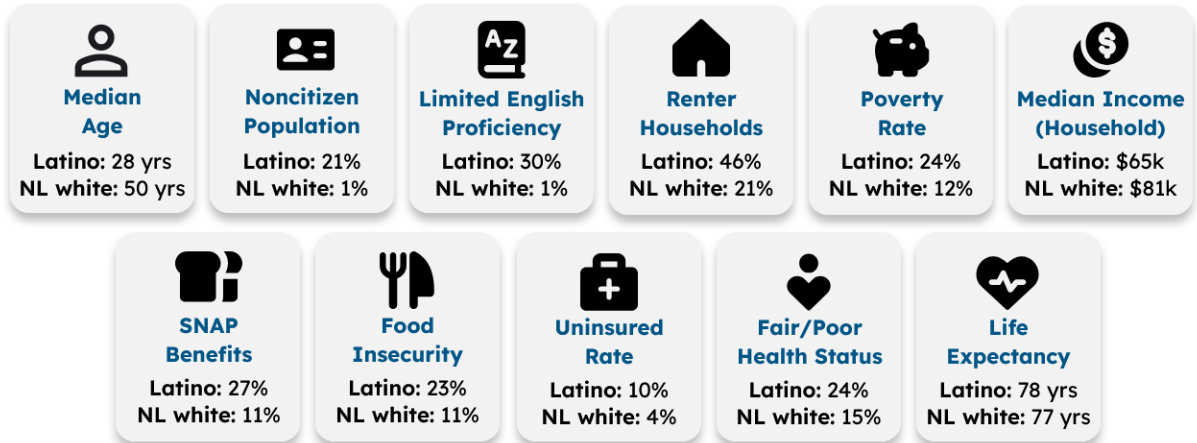 A
Z
$
Median
Age
Latino: 28 yrs
NL white: 50 yrs
Noncitizen
Population
Latino: 21%
NL white: 1%
Limited English
Proficiency
Latino: 30%
NL white: 1%
Renter
Households
Latino: 46%
NL white: 21%
Poverty
Rate
Latino: 24%
NL white: 12%
Median Income
(Household)
Latino: $65k
NL white: $81k
SNAP
Benefits
Latino: 27%
NL white: 11%
Food
Insecurity
Latino: 23%
NL white: 11%
Uninsured
Rate
Latino: 10%
NL white: 4%
Fair/Poor
Health Status
Latino: 24%
NL white: 15%
Life
Expectancy
Latino: 78 yrs
NL white: 77 yrs